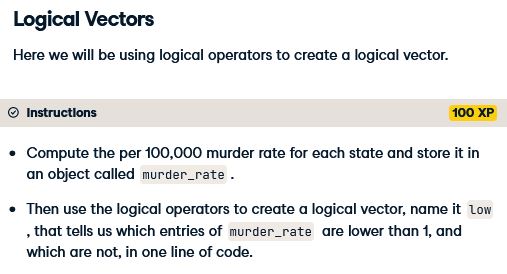 Logical Vectors
Here we will be using logical operators to create a logical vector.
Instructions
100 XP
Compute the per 100,000 murder rate for each state and store it in
an object called murder_rate .
Then use the logical operators to create a logical vector, name it low
, that tells us which entries of murder_rate are lower than 1, and
which are not, in one line of code.